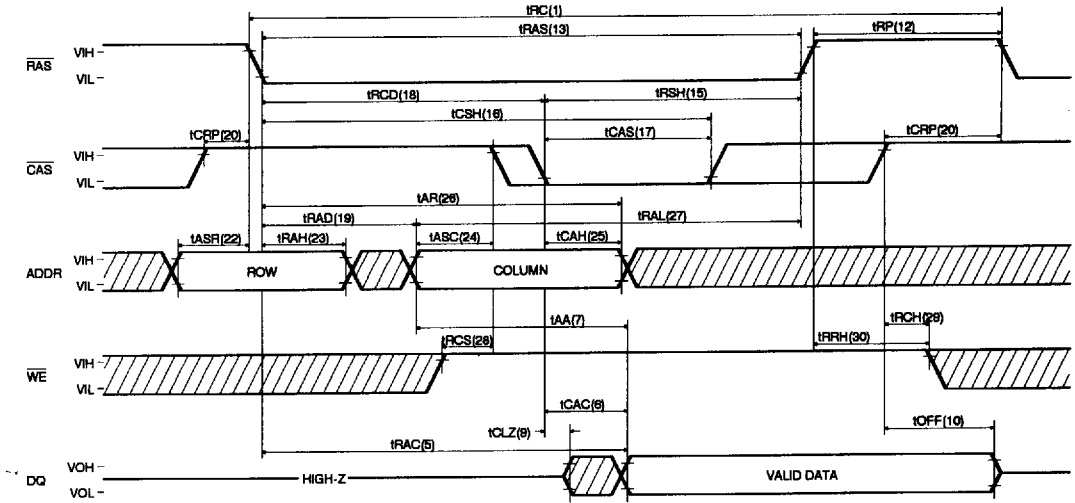 tRC(1)
tRAS(13) tRP(12)
RAS VIH
VIL
tRCD(18) tRSH(15)
tCSH(16)
tCRP(20) tCAS(17) tCRP(20)
CAS VIH
VIL
tAR(26)
tRAD(19) tRAL(27)
tASR(22) tRAH(23) tASC(24) tCAH(25)
ADDR VIH
VIL
ROW COLUMN
tAA(7)
tRCS(28) tRCH(29)
tRRH(30)
WE VIH
VIL
tCAC(6)
tCLZ(9) tOFF(10)
tRAC(5)
DQ VOH
VOL
HIGH-Z VALID DATA